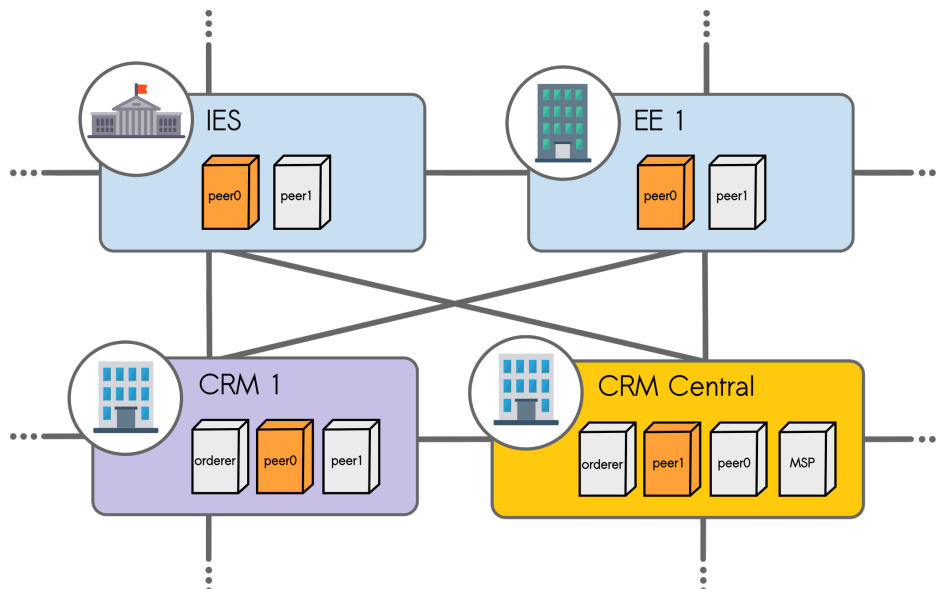 IES
peer0
peer1
EE 1
peer0
peer1
CRM 1
orderer
peer0
peer1
CRM Central
orderer
peer1
peer0
MSP